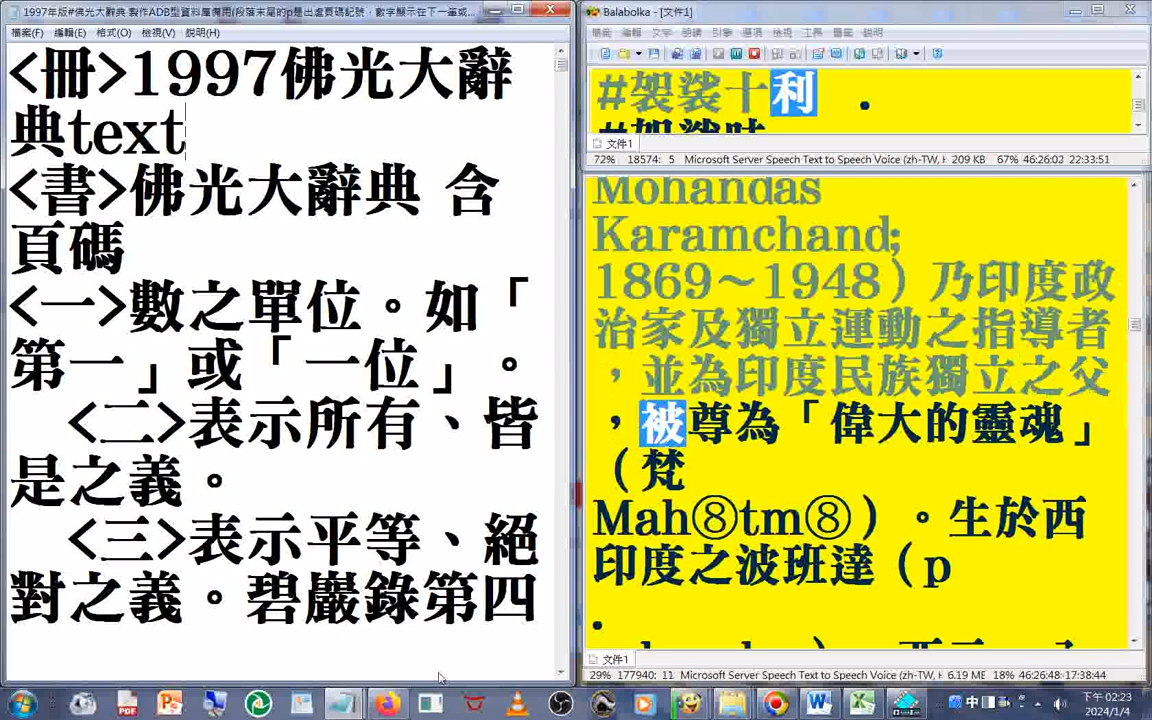 1997年版#佛光大辭典 製作ADB型資料庫備用(段落末尾的p是出處頁碼記號，數字顯示在下一筆或...
檔案(F) 編輯(E) 格式(O) 檢視(V) 說明(H)
<冊>1997佛光大辭
典text
<書>佛光大辭典 含
頁碼
<一>數之單位。如「
第一」或「一位」。
<二>表示所有、皆
是之義。
<三>表示平等、絕
對之義。碧巖錄第四
Balabolka - [文件1]
#袈裟十利 .
文件1
72% 18574: 5 Microsoft Server Speech Text to Speech Voice (zh-TW, H 209 KB 67% 46:26:02 22:33:51
Mohandas
Karamchand;
1869～1948）乃印度政
治家及獨立運動之指導者
，並為印度民族獨立之父
，被尊為「偉大的靈魂」
（梵
Mah⑧tm⑧）。生於西
印度之波班達（p
.
文件1
29% 177940: 11 Microsoft Server Speech Text to Speech Voice (zh-TW, H 6.19 ME 18% 46:26:48-17:38:44
PDF
中
下午 02:23
2024/1/4